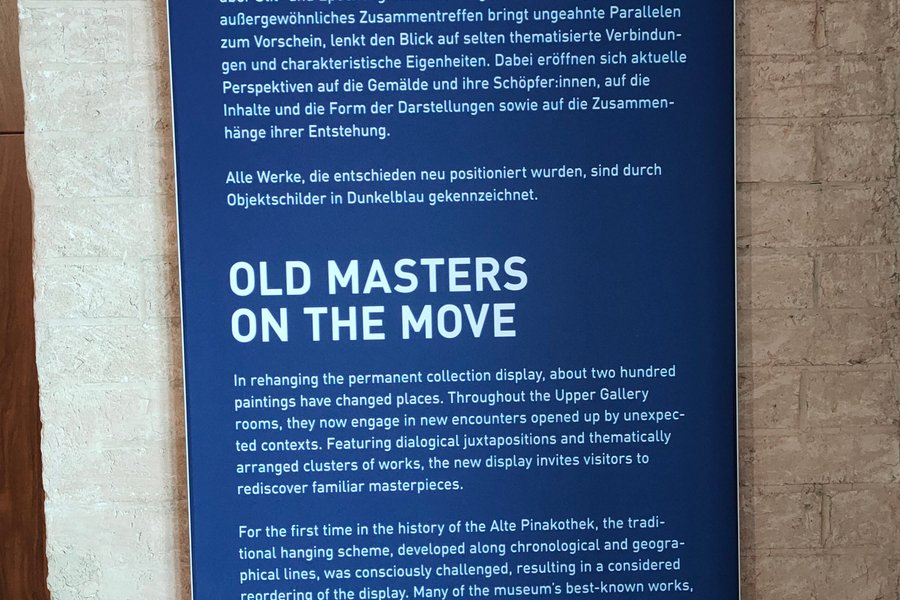 außergewöhnliches Zusammentreffen bringt ungeahnte Parallelen
zum Vorschein, lenkt den Blick auf selten thematisierte Verbindun-
gen und charakteristische Eigenheiten. Dabei eröffnen sich aktuelle
Perspektiven auf die Gemälde und ihre Schöpfer:innen, auf die
Inhalte und die Form der Darstellungen sowie auf die Zusammen-
hänge ihrer Entstehung.
Alle Werke, die entschieden neu positioniert wurden, sind durch
Objektschilder in Dunkelblau gekennzeichnet.
OLD MASTERS
ON THE MOVE
In rehanging the permanent collection display, about two hundred
paintings have changed places. Throughout the Upper Gallery
rooms, they now engage in new encounters opened up by unexpec-
ted contexts. Featuring dialogical juxtapositions and thematically
arranged clusters of works, the new display invites visitors to
rediscover familiar masterpieces.
For the first time in the history of the Alte Pinakothek, the tradi-
tional hanging scheme, developed along chronological and geogra-
phical lines, was consciously challenged, resulting in a considered
reordering of the display. Many of the museum's best-known works,